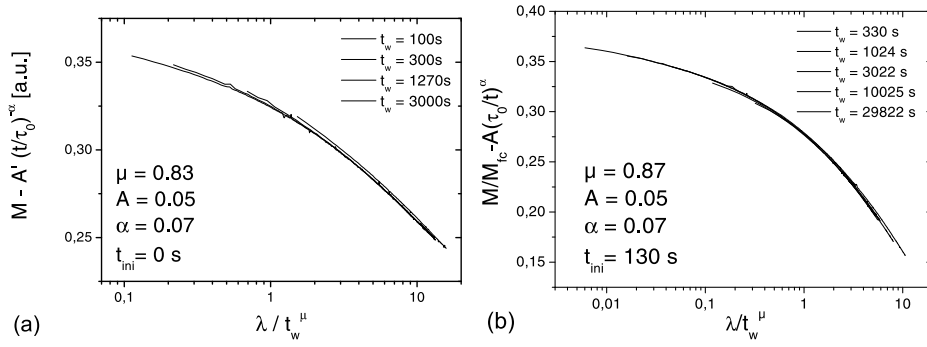 t_w = 100s
t_w = 300s
t_w = 1270s
t_w = 3000s
0,35
0,30
0,25
M - A' (t/τ₀)^-α [a.u.]
μ = 0.83
A = 0.05
α = 0.07
t_ini = 0 s
0,1
1
10
λ / t_w^μ
(a)
t_w = 330 s
t_w = 1024 s
t_w = 3022 s
t_w = 10025 s
t_w = 29822 s
0,40
0,35
0,30
0,25
0,20
0,15
M/M_fc-A(τ₀/t)^α
μ = 0.87
A = 0.05
α = 0.07
t_ini = 130 s
0,01
0,1
1
10
λ/t_w^μ
(b)